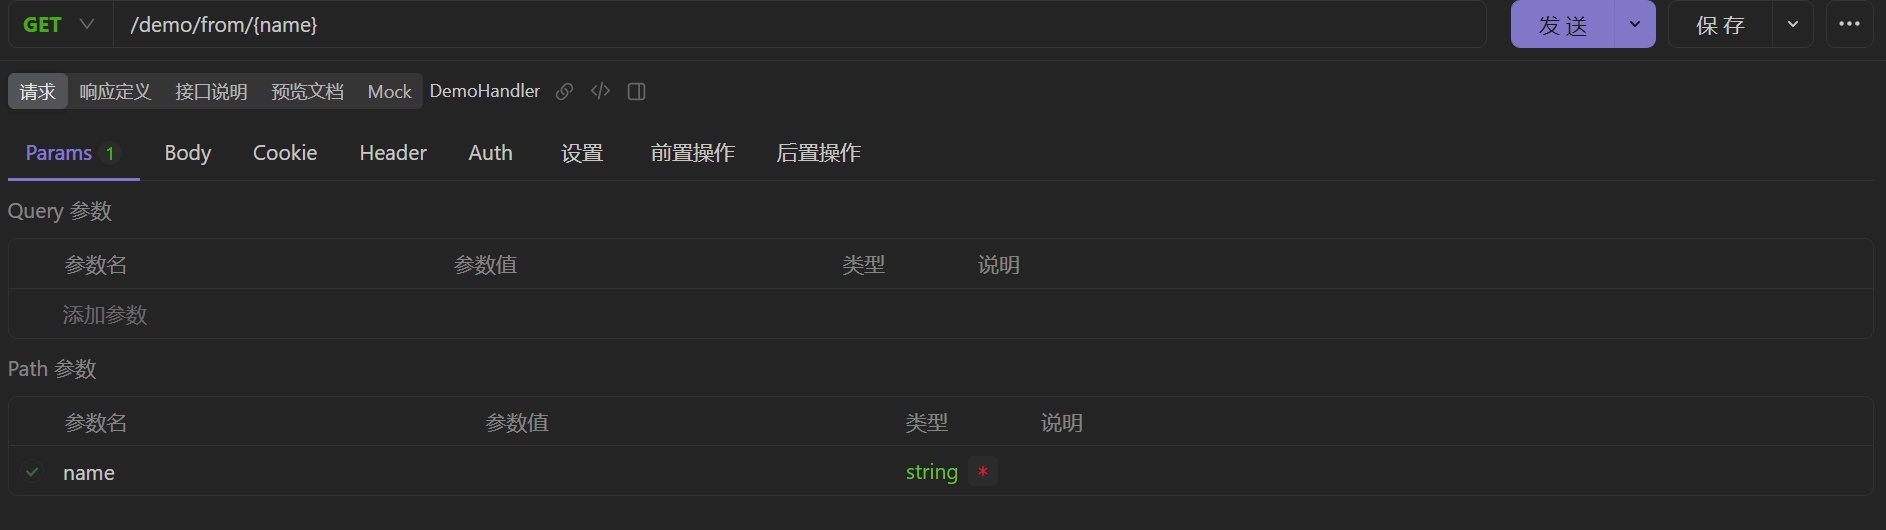 GET /demo/from/{name} 发送 保存 •••
请求 响应定义 接口说明 预览文档 Mock DemoHandler </>
Params 1 Body Cookie Header Auth 设置 前置操作 后置操作
Query 参数
参数名 参数值 类型 说明
添加参数
Path 参数
参数名 参数值 类型 说明
name string *